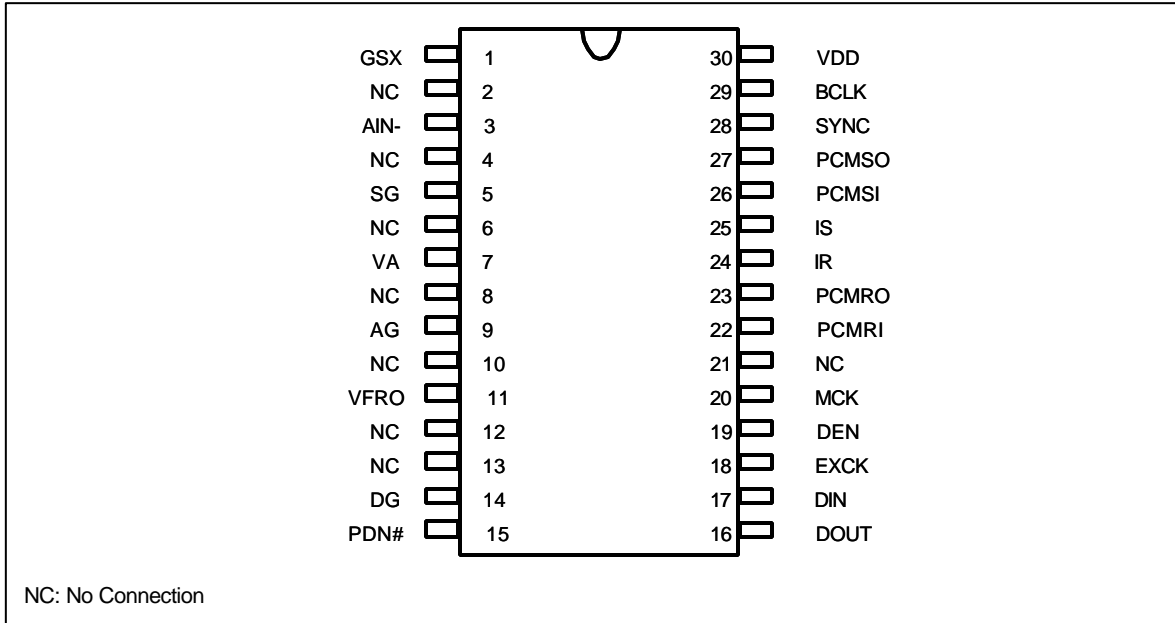 GSX 1 30 VDD
NC 2 29 BCLK
AIN- 3 28 SYNC
NC 4 27 PCMSO
SG 5 26 PCMSI
NC 6 25 IS
VA 7 24 IR
NC 8 23 PCMRO
AG 9 22 PCMRI
NC 10 21 NC
VFRO 11 20 MCK
NC 12 19 DEN
NC 13 18 EXCK
DG 14 17 DIN
PDN# 15 16 DOUT
NC: No Connection